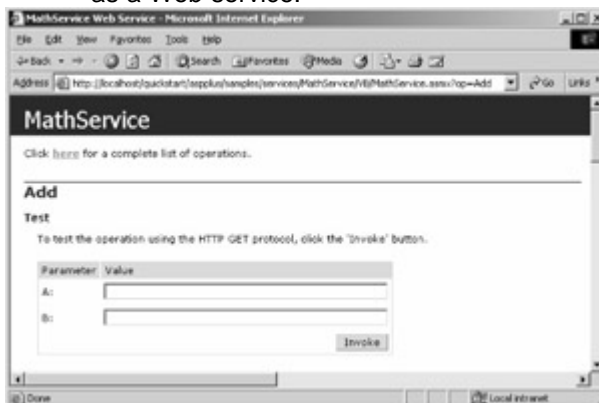 as a Web service.
MathService Web Service - Microsoft Internet Explorer
File Edit View Favorites Tools Help
Back Search Favorites Media
Address http://localhost/quickstart/aspplus/samples/services/MathService/VB/MathService.asmx?op=Add Go Links »
MathService
Click here for a complete list of operations.
Add
Test
To test the operation using the HTTP GET protocol, click the 'Invoke' button.
Parameter Value
A:
B:
Invoke
Done Local intranet